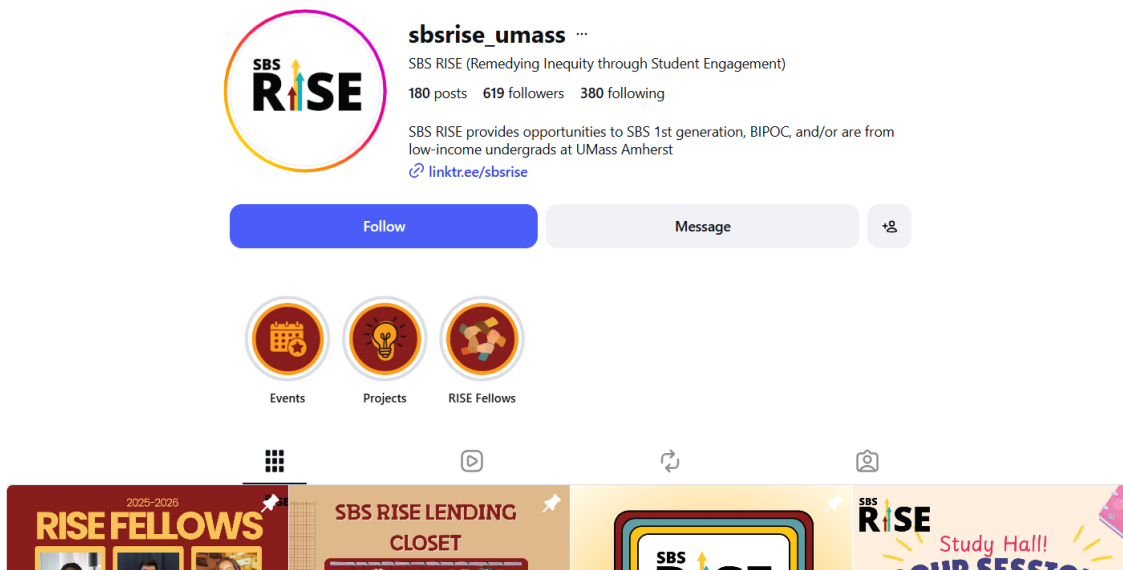 SBS
RISE
sbsrise_umass ...
SBS RISE (Remedying Inequity through Student Engagement)
180 posts 619 followers 380 following
SBS RISE provides opportunities to SBS 1st generation, BIPOC, and/or are from
low-income undergrads at UMass Amherst
linktr.ee/sbsrise
Follow
Message
Events
Projects
RISE Fellows
2025-2026
RISE FELLOWS
SBS RISE LENDING
CLOSET
SBS
SBS
RISE
Study Hall!